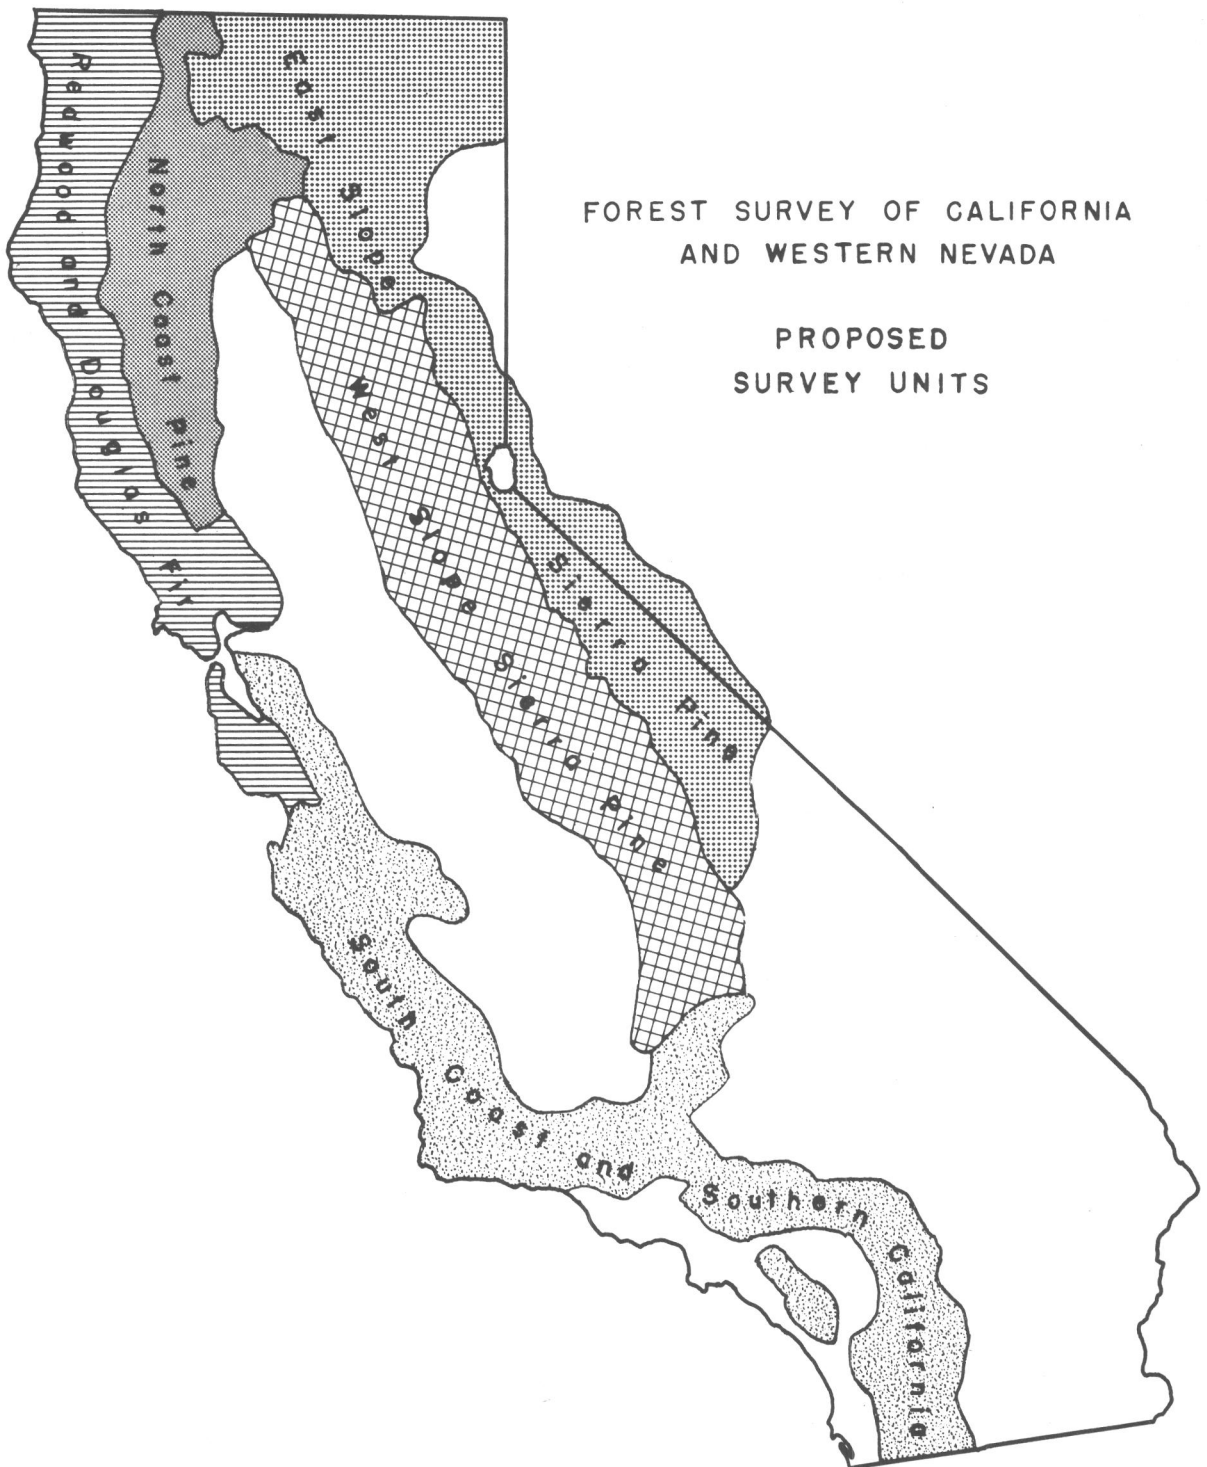 FOREST SURVEY OF CALIFORNIA
AND WESTERN NEVADA
PROPOSED
SURVEY UNITS
Redwood and Douglas Fir
North Coast Pine
East Slope Sierra Pine
West Slope Sierra Pine
South Coast and Southern California